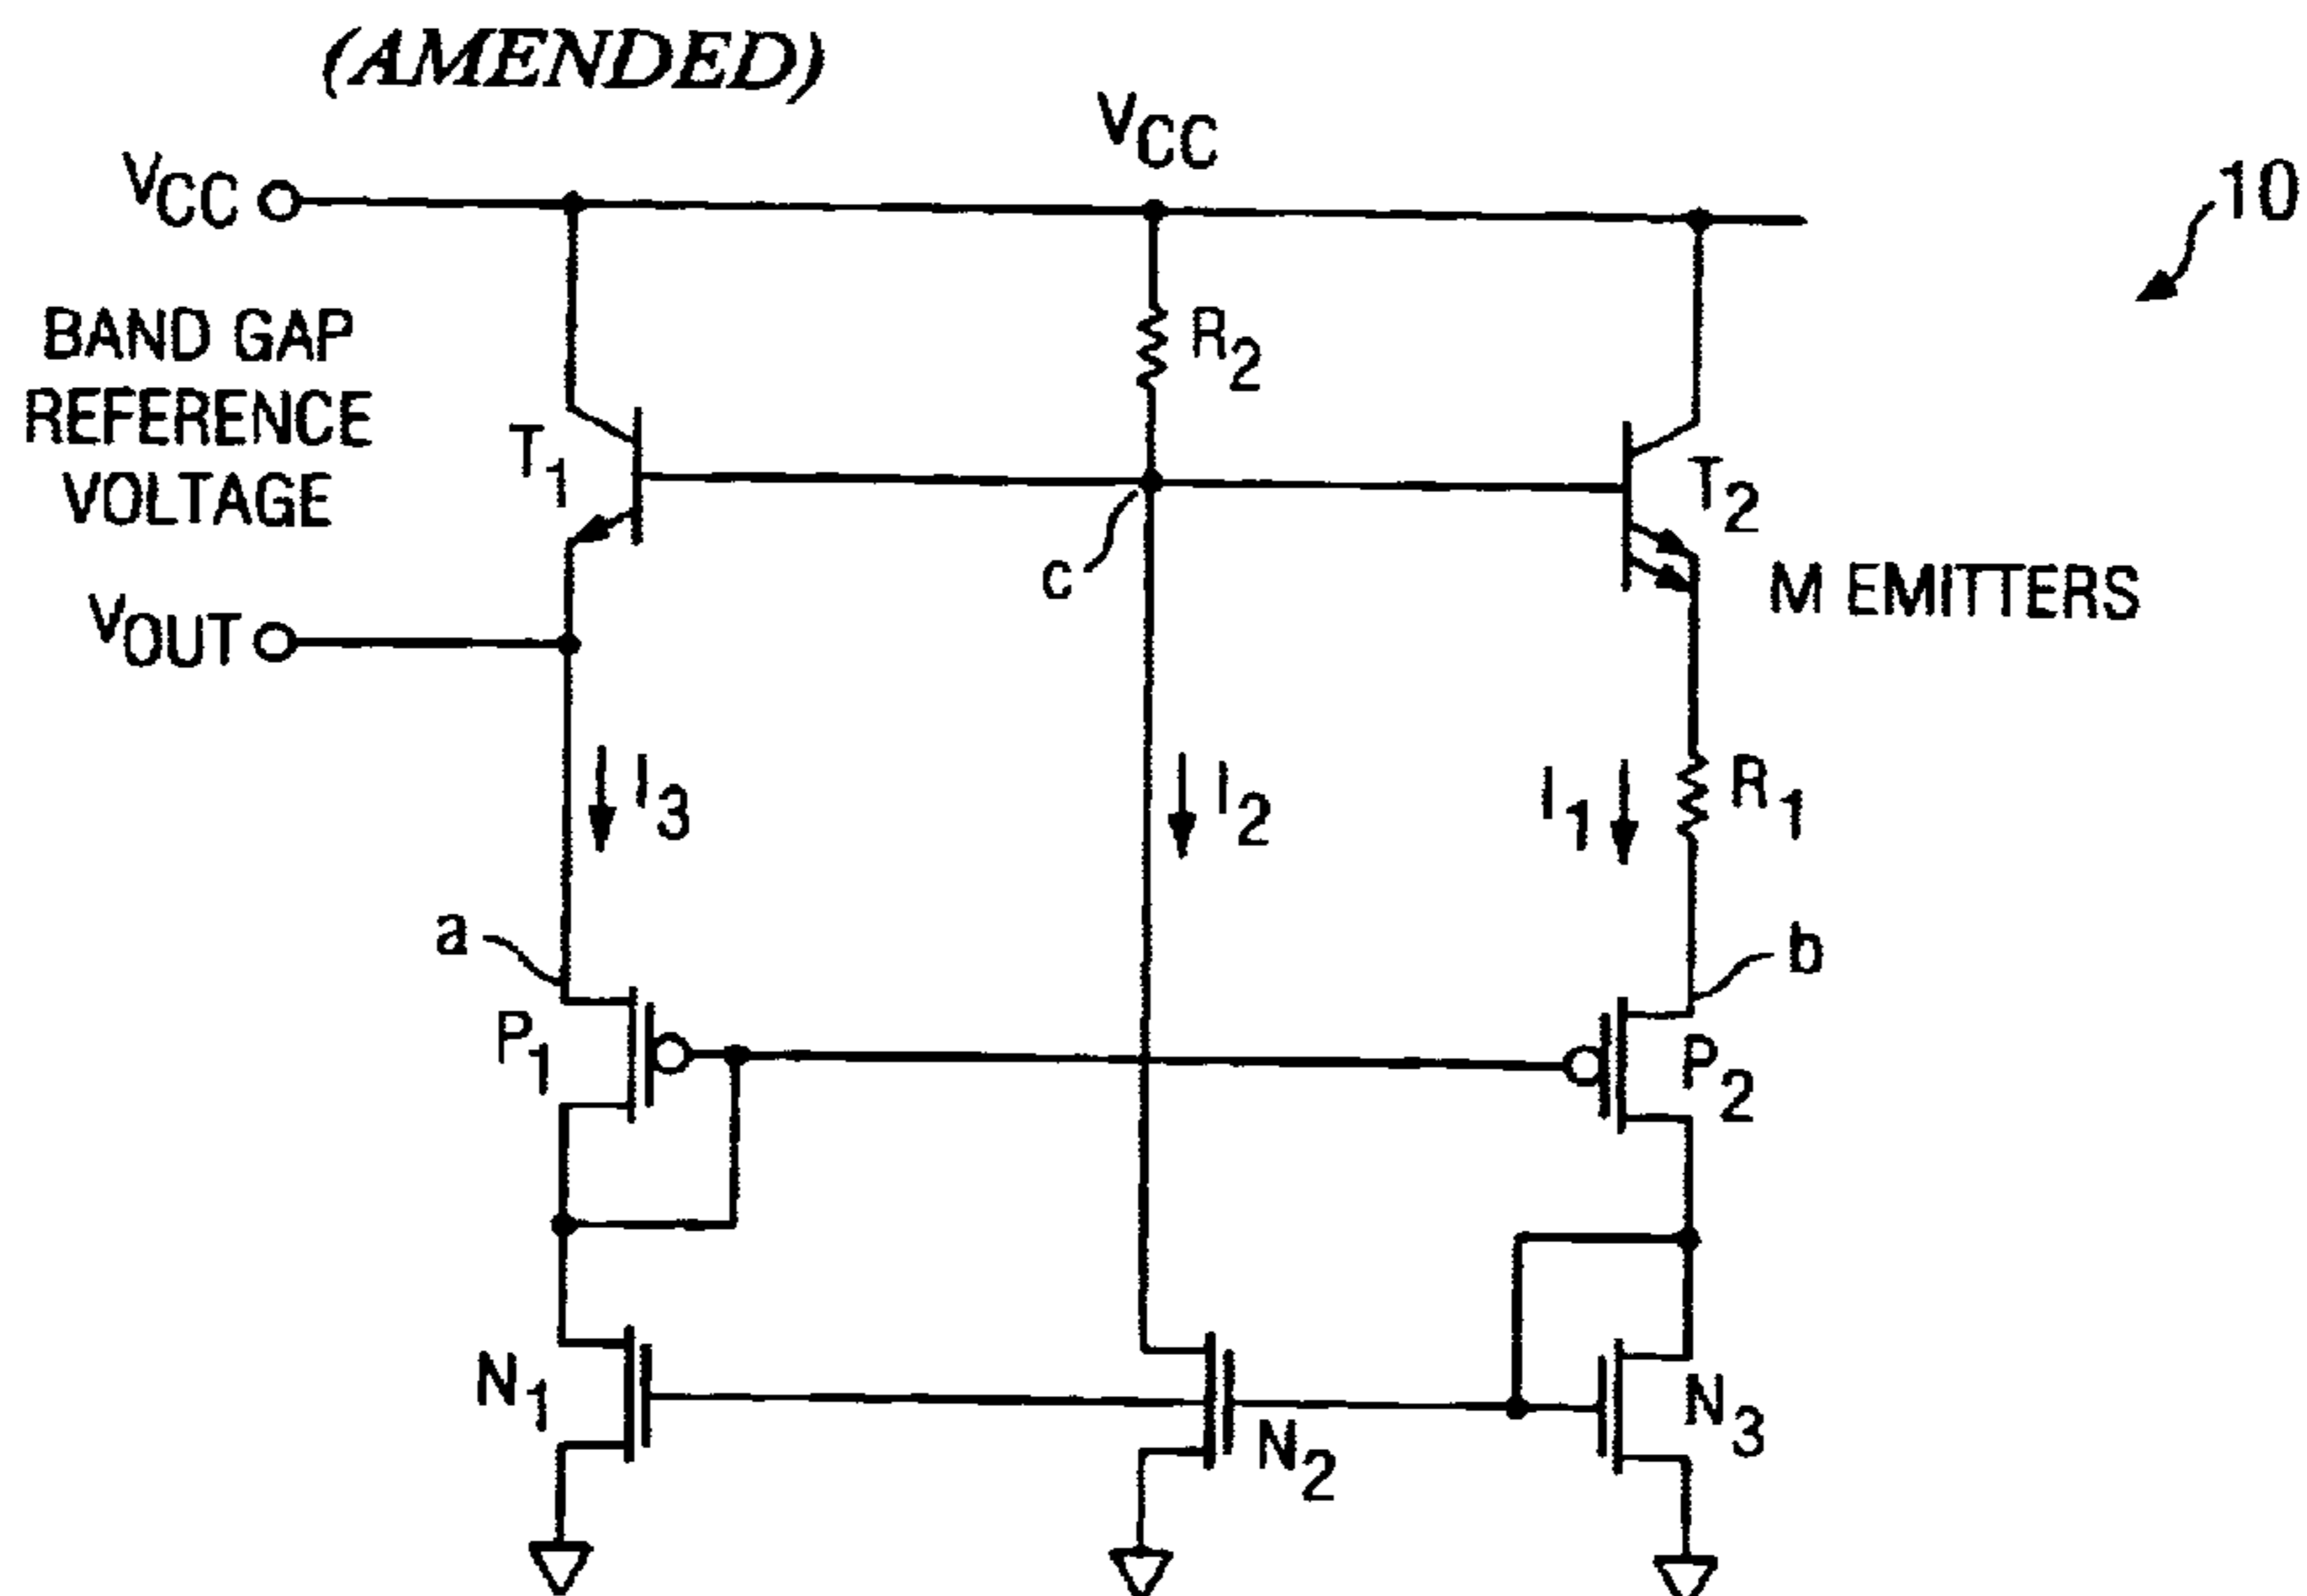 (AMENDED)
VCC
VCC
10
BAND GAP
REFERENCE
VOLTAGE
R2
T1
T2
c
M EMITTERS
VOUT
I3
I2
I1
R1
a
b
P1
P2
N1
N2
N3